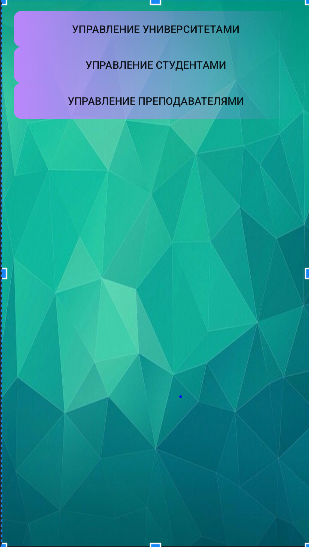 УПРАВЛЕНИЕ УНИВЕРСИТЕТАМИ
УПРАВЛЕНИЕ СТУДЕНТАМИ
УПРАВЛЕНИЕ ПРЕПОДАВАТЕЛЯМИ